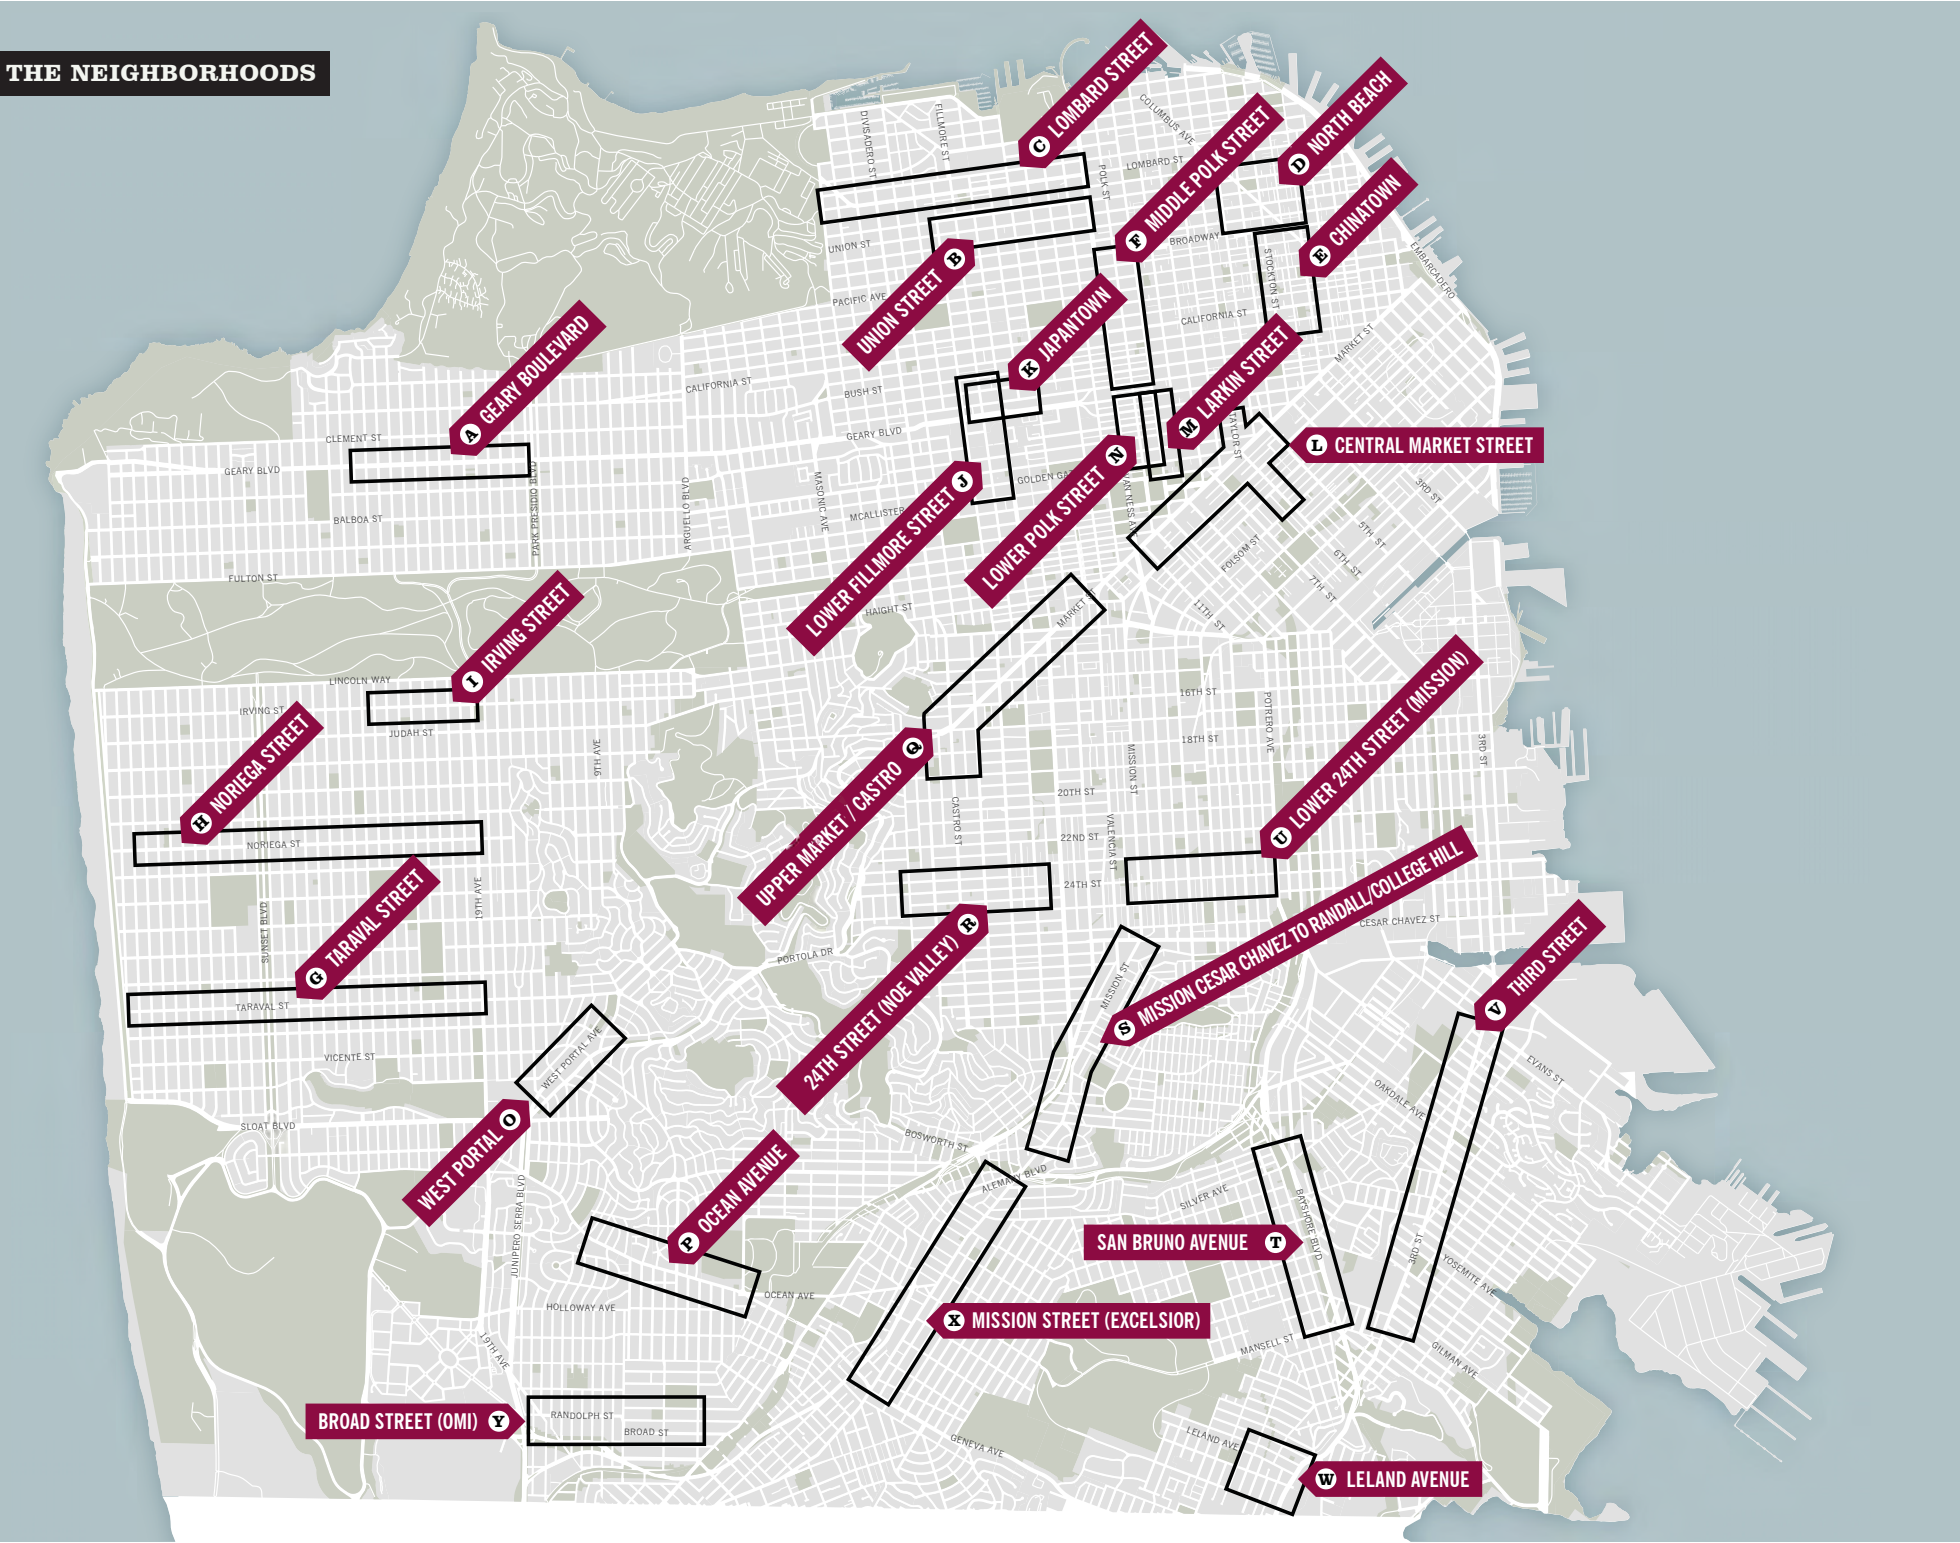 THE NEIGHBORHOODS
C LOMBARD STREET
D NORTH BEACH
F MIDDLE POLK STREET
E CHINATOWN
UNION STREET B
K JAPANTOWN
A GEARY BOULEVARD
M LARKIN STREET
L CENTRAL MARKET STREET
LOWER POLK STREET N
LOWER FILLMORE STREET J
I IRVING STREET
H NORIEGA STREET
UPPER MARKET / CASTRO Q
U LOWER 24TH STREET (MISSION)
G TARAVAL STREET
24TH STREET (NOE VALLEY) R
S MISSION CESAR CHAVEZ TO RANDALL/COLLEGE HILL
V THIRD STREET
WEST PORTAL O
P OCEAN AVENUE
SAN BRUNO AVENUE T
X MISSION STREET (EXCELSIOR)
BROAD STREET (OMI) Y
W LELAND AVENUE
DIVISADERO ST
FILLMORE ST
COLUMBUS AVE
LOMBARD ST
POLK ST
UNION ST
BROADWAY
STOCKTON ST
EMBARCADERO
PACIFIC AVE
CALIFORNIA ST
MARKET ST
CALIFORNIA ST
BUSH ST
GEARY BLVD
CLEMENT ST
GEARY BLVD
TAYLOR ST
PARK PRESIDIO BLVD
ARGUELLO BLVD
MASONIC AVE
MCALLISTER
GOLDEN GAT
VAN NESS AVE
BALBOA ST
3RD ST
5TH ST
6TH ST
7TH ST
FOLSOM ST
11TH ST
FULTON ST
HAIGHT ST
MARKET ST
LINCOLN WAY
IRVING ST
JUDAH ST
9TH AVE
16TH ST
18TH ST
POTRERO AVE
MISSION ST
3RD ST
20TH ST
22ND ST
VALENCIA ST
CASTRO ST
24TH ST
NORIEGA ST
19TH AVE
SUNSET BLVD
CESAR CHAVEZ ST
PORTOLA DR
MISSION ST
TARAVAL ST
VICENTE ST
WEST PORTAL AVE
EVANS ST
OAKDALE AVE
SLOAT BLVD
BOSWORTH ST
ALEMANY BLVD
SILVER AVE
BAYSHORE BLVD
3RD ST
YOSEMITE AVE
JUNIPERO SERRA BLVD
OCEAN AVE
HOLLOWAY AVE
19TH AVE
MANSELL ST
GILMAN AVE
RANDOLPH ST
BROAD ST
GENEVA AVE
LELAND AVE